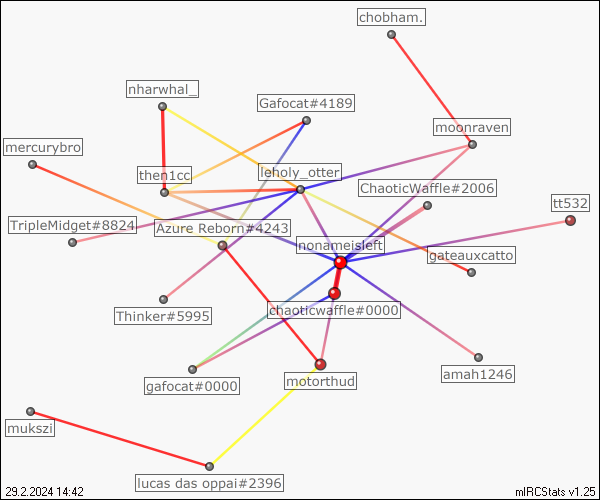 chobham.
nharwhal_
Gafocat#4189
moonraven
mercurybro
then1cc
leholy_otter
ChaoticWaffle#2006
tt532
TripleMidget#8824
Azure Reborn#4243
nonameisleft
gateauxcatto
Thinker#5995
chaoticwaffle#0000
gafocat#0000
motorthud
amah1246
mukszi
lucas das oppai#2396
29.2.2024 14:42
mIRCStats v1.25